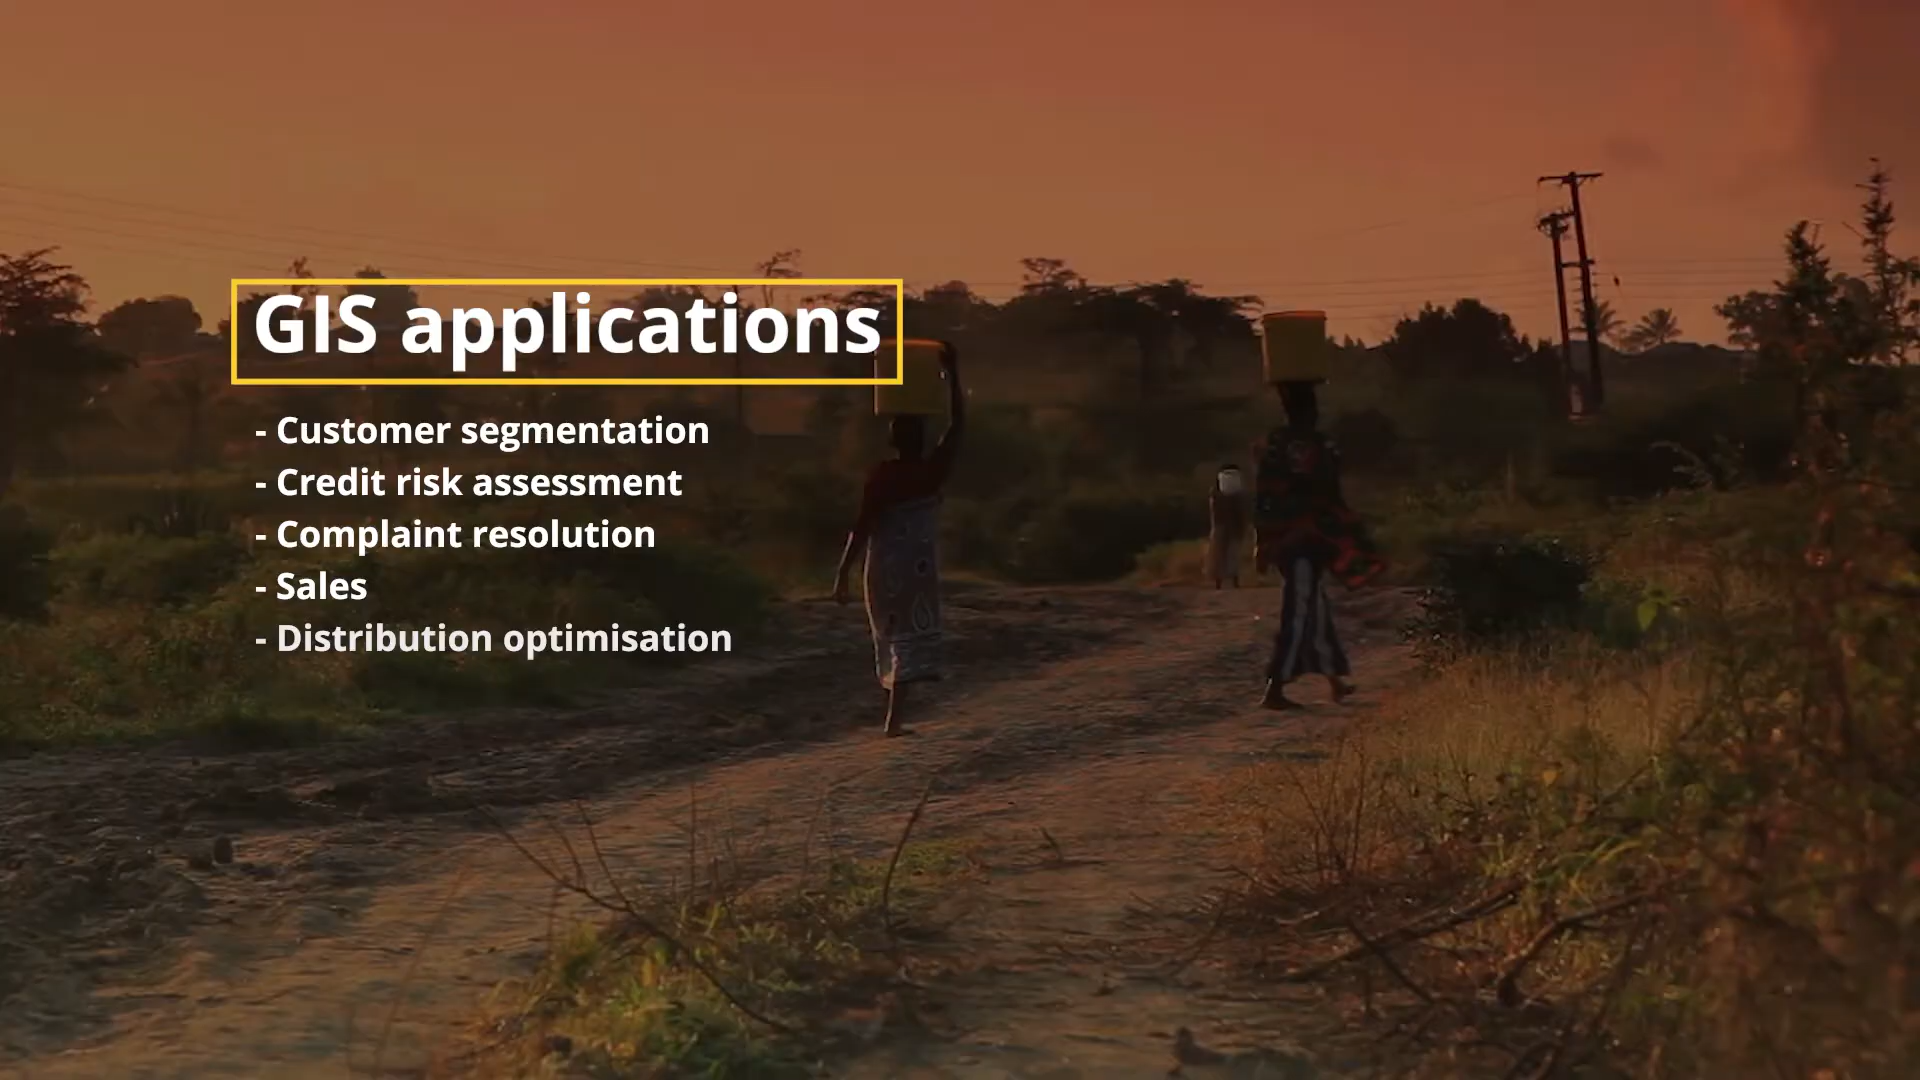 GIS applications
- Customer segmentation
- Credit risk assessment
- Complaint resolution
- Sales
- Distribution optimisation